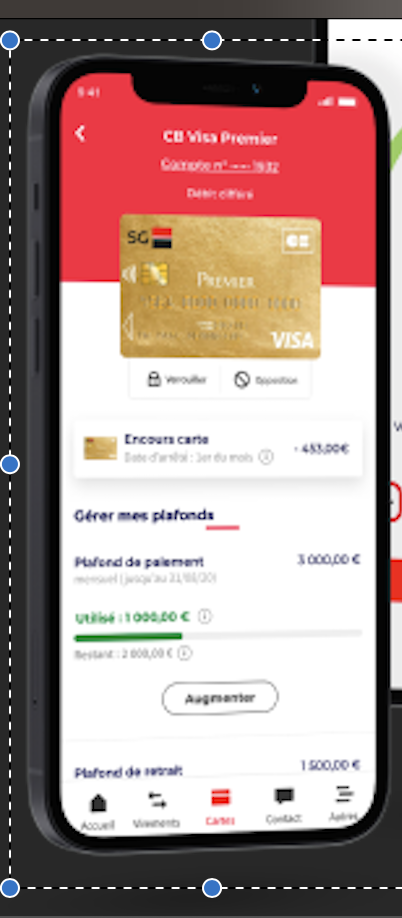 9:41
CB Visa Premier
Compte n° ---- 1632
Débit différé
SG
CB
PREMIER
VISA
Verrouiller
Opposition
Encours carte
- 453,00€
Date d'arrêté : 1er du mois
Gérer mes plafonds
Plafond de paiement
3 000,00 €
mensuel (jusqu'au 31/08/20)
Utilisé : 1 000,00 €
Restant : 2 000,00 €
Augmenter
Plafond de retrait
1 500,00 €
Accueil
Virements
Cartes
Contact
Autres